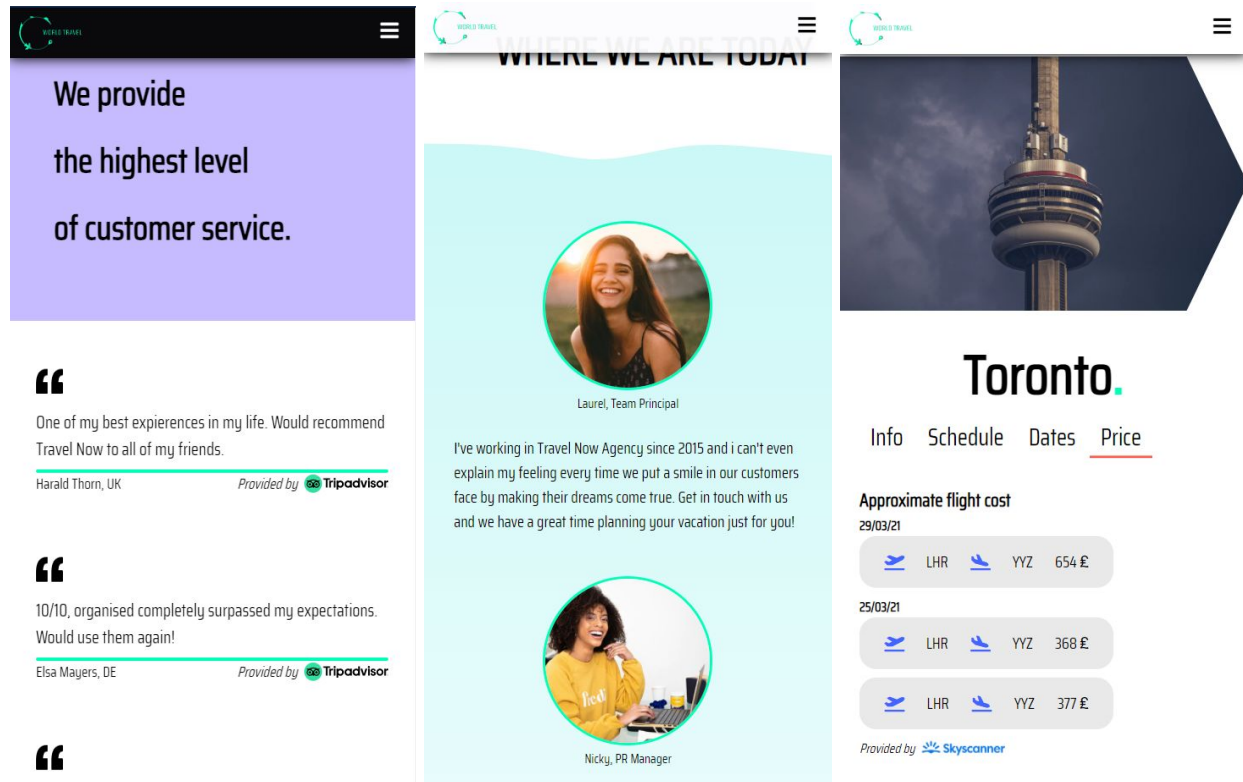 WORLD TRAVEL
We provide
the highest level
of customer service.
One of my best expierences in my life. Would recommend
Travel Now to all of my friends.
Harald Thorn, UK Provided by Tripadvisor
10/10, organised completely surpassed my expectations.
Would use them again!
Elsa Mayers, DE Provided by Tripadvisor
WORLD TRAVEL
WHERE WE ARE TODAY
Laurel, Team Principal
I've working in Travel Now Agency since 2015 and i can't even
explain my feeling every time we put a smile in our customers
face by making their dreams come true. Get in touch with us
and we have a great time planning your vacation just for you!
Nicky, PR Manager
WORLD TRAVEL
Toronto.
Info Schedule Dates Price
Approximate flight cost
29/03/21
LHR YYZ 654 £
25/03/21
LHR YYZ 368 £
LHR YYZ 377 £
Provided by Skyscanner